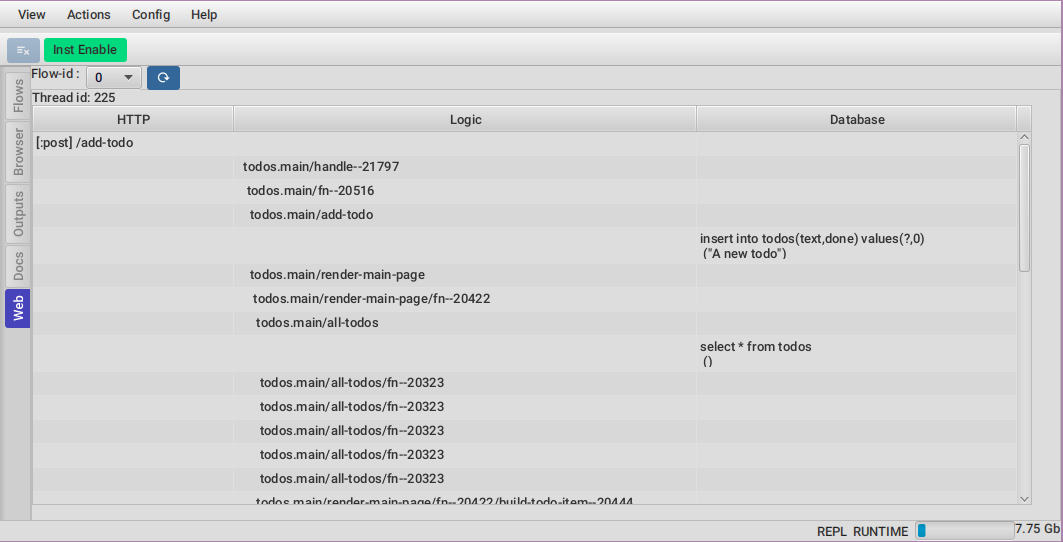 View Actions Config Help
Inst Enable
Flow-id : 0
Thread id: 225
Flows
Browser
Outputs
Docs
Web
HTTP Logic Database
[:post] /add-todo
todos.main/handle--21797
todos.main/fn--20516
todos.main/add-todo
insert into todos(text,done) values(?,0)
("A new todo")
todos.main/render-main-page
todos.main/render-main-page/fn--20422
todos.main/all-todos
select * from todos
()
todos.main/all-todos/fn--20323
todos.main/all-todos/fn--20323
todos.main/all-todos/fn--20323
todos.main/all-todos/fn--20323
todos.main/all-todos/fn--20323
todos.main/render-main-page/fn--20422/build-todo-item--20444
REPL RUNTIME 7.75 Gb